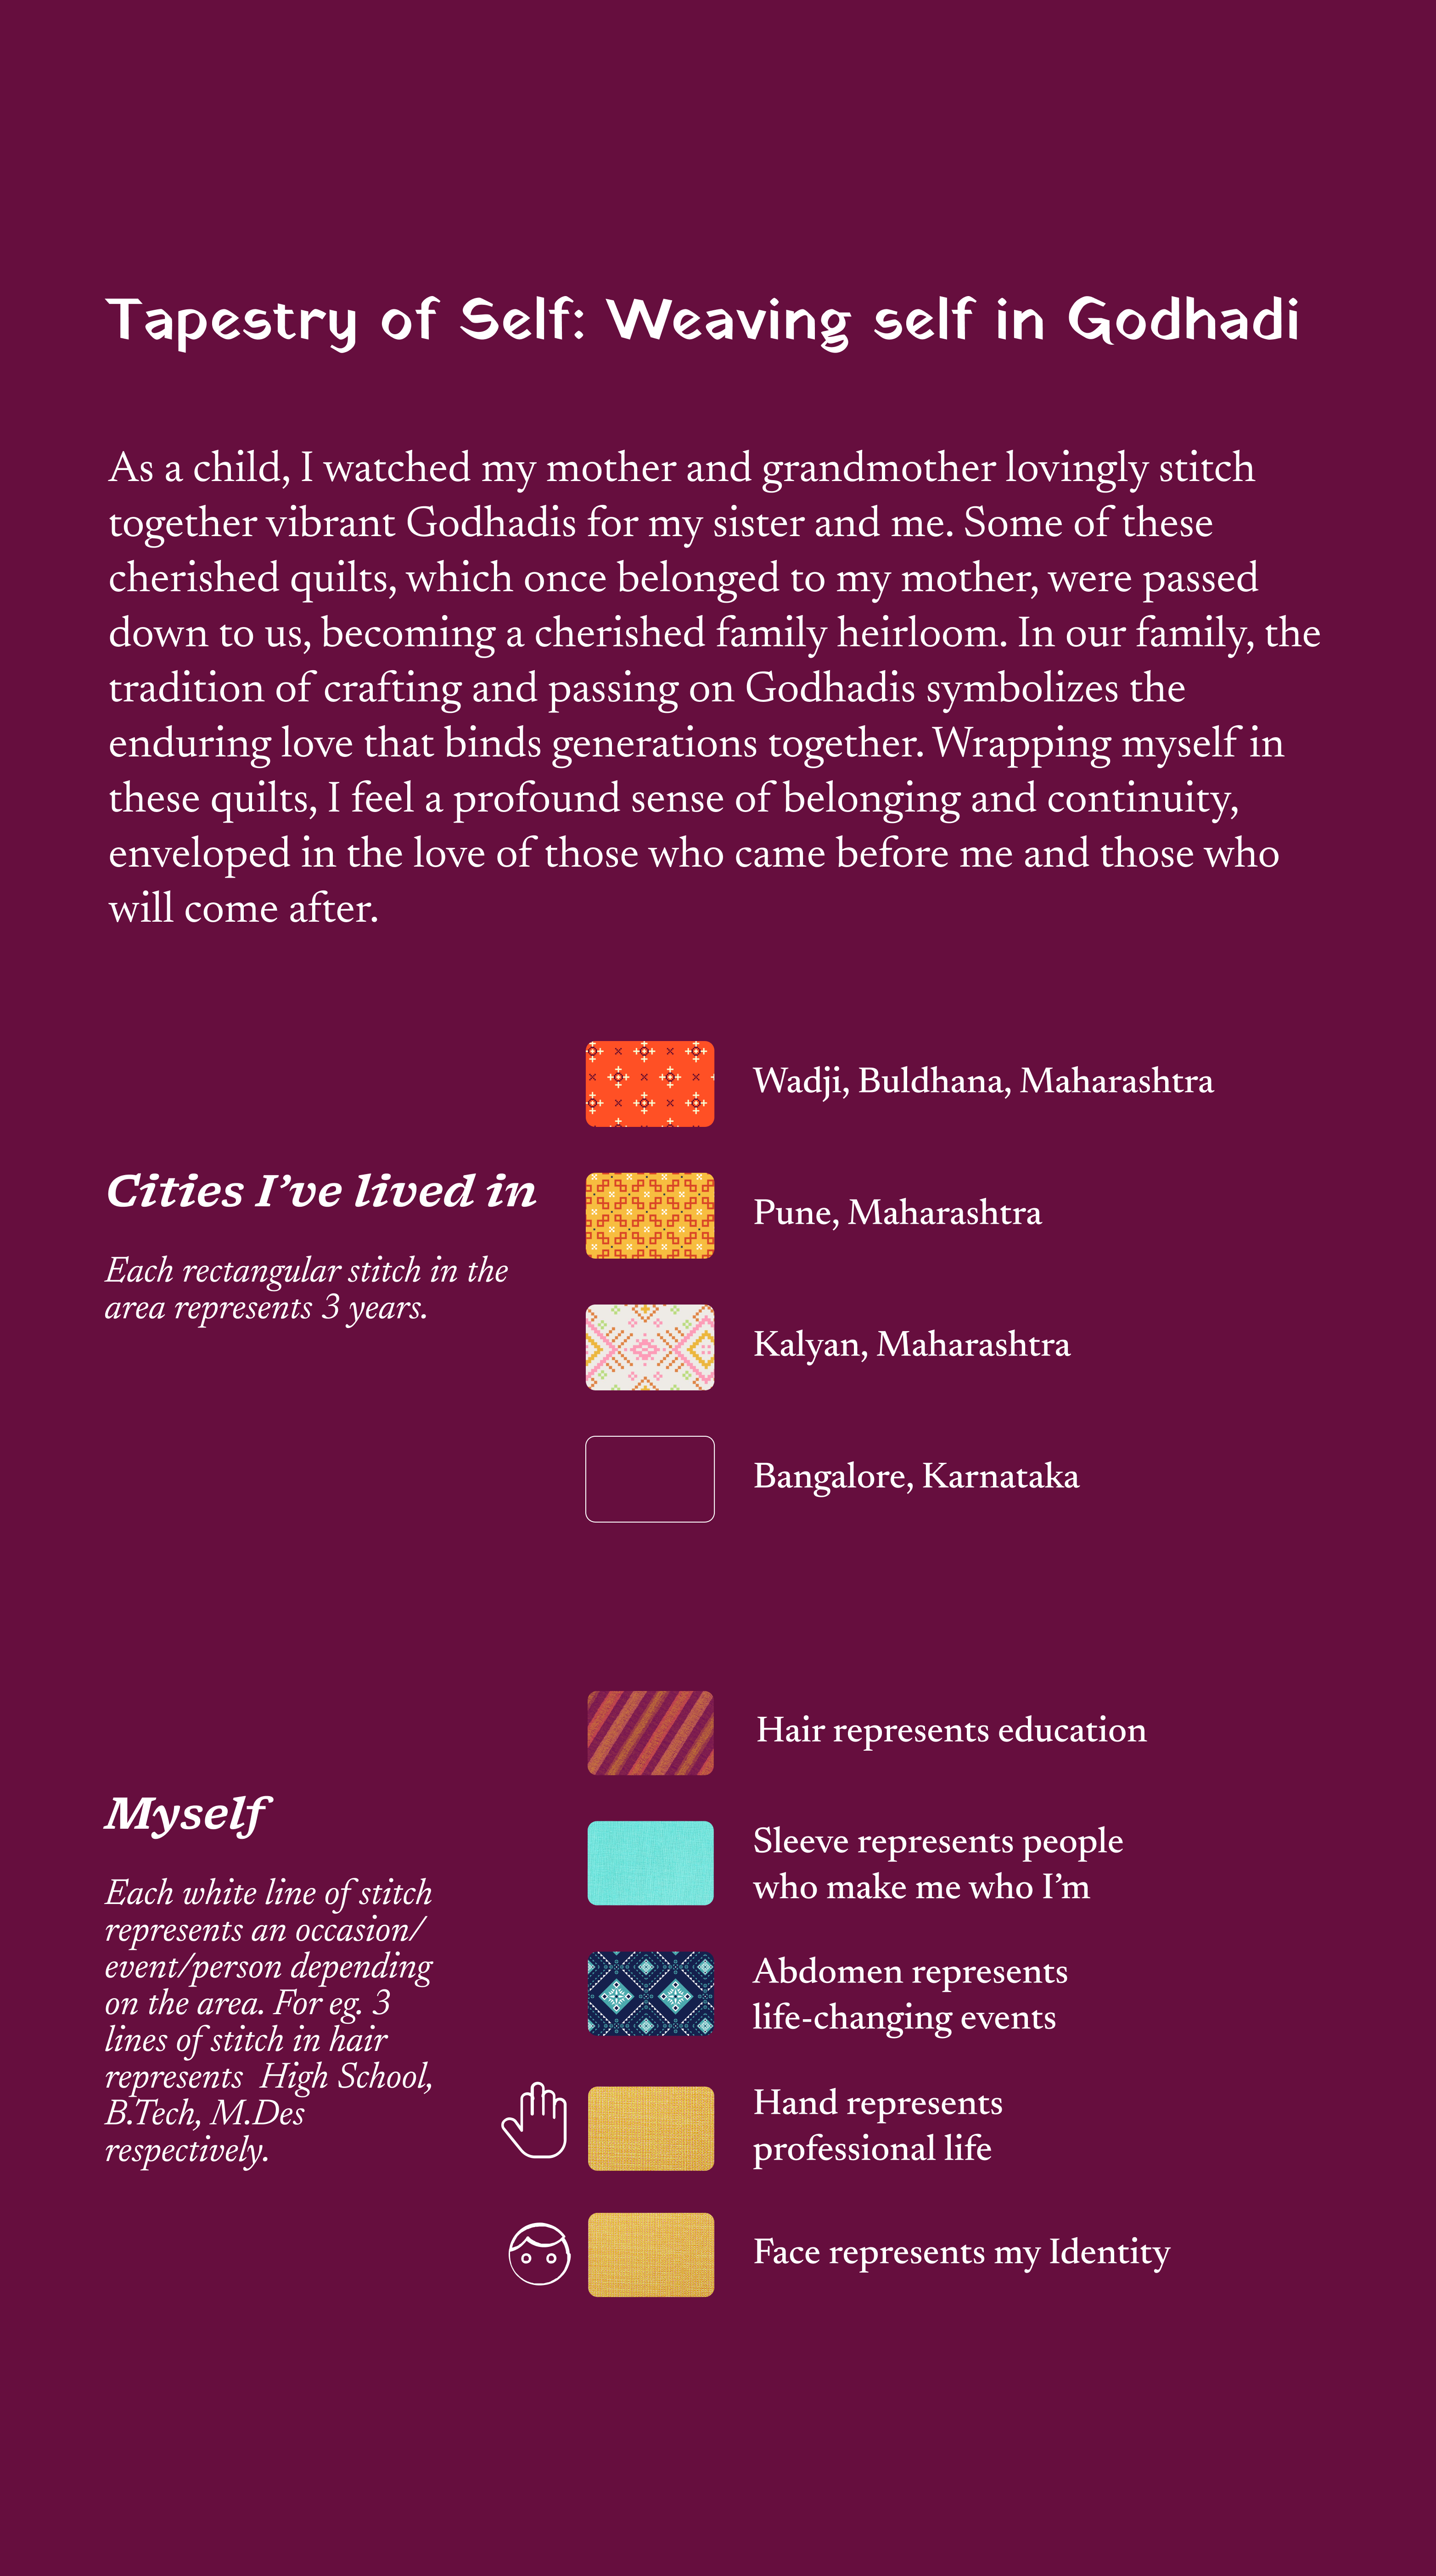 Tapestry of Self: Weaving self in Godhadi
As a child, I watched my mother and grandmother lovingly stitch
together vibrant Godhadis for my sister and me. Some of these
cherished quilts, which once belonged to my mother, were passed
down to us, becoming a cherished family heirloom. In our family, the
tradition of crafting and passing on Godhadis symbolizes the
enduring love that binds generations together. Wrapping myself in
these quilts, I feel a profound sense of belonging and continuity,
enveloped in the love of those who came before me and those who
will come after.
Cities I’ve lived in
Each rectangular stitch in the
area represents 3 years.
Wadji, Buldhana, Maharashtra
Pune, Maharashtra
Kalyan, Maharashtra
Bangalore, Karnataka
Myself
Each white line of stitch
represents an occasion/
event/person depending
on the area. For eg. 3
lines of stitch in hair
represents  High School,
B.Tech, M.Des
respectively.
Hair represents education
Sleeve represents people
who make me who I’m
Abdomen represents
life-changing events
Hand represents
professional life
Face represents my Identity